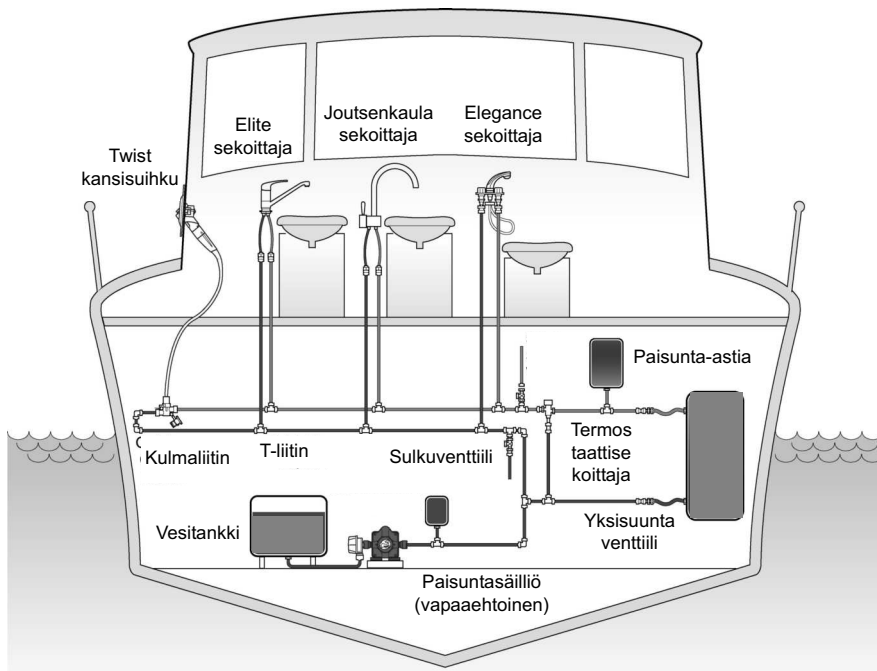 Joutsenkaula
sekoittaja
Elegance
sekoittaja
Elite
sekoittaja
Twist
kansisuihku
Paisunta-astia
Kulmaliitin
T-liitin
Sulkuventtiili
Termos
taattise
koittaja
Vesitankki
Yksisuunta
venttiili
Paisuntasäiliö
(vapaaehtoinen)